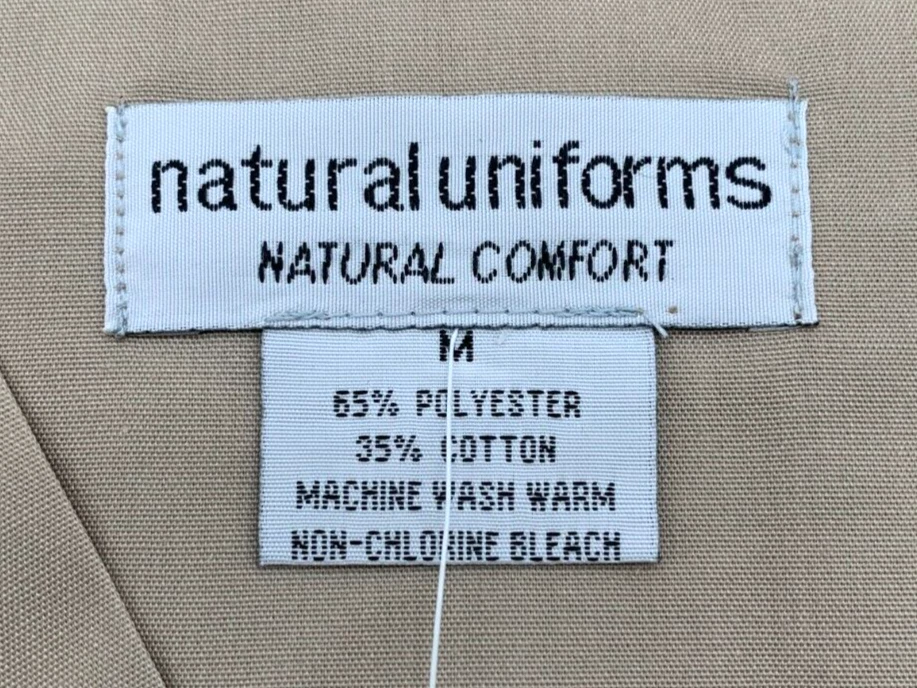 natural uniforms
NATURAL COMFORT
M
65% POLYESTER
35% COTTON
MACHINE WASH WARM
NON-CHLORINE BLEACH